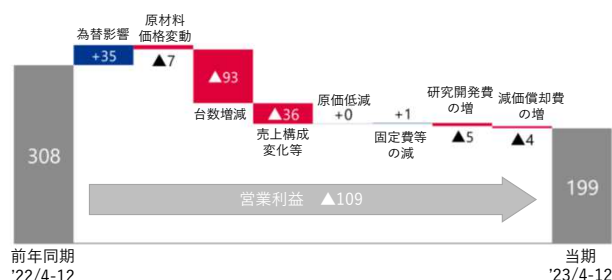 為替影響
+35
原材料
価格変動
▲7
▲93
台数増減
▲36
売上構成
変化等
原価低減
+0
+1
固定費等
の減
研究開発費
の増
▲5
減価償却費
の増
▲4
308
営業利益 ▲109
199
前年同期
'22/4-12
当期
'23/4-12